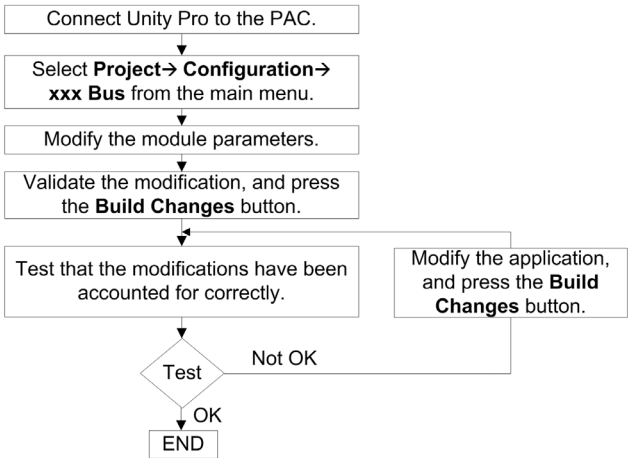 Connect Unity Pro to the PAC.
Select Project→ Configuration→
xxx Bus from the main menu.
Modify the module parameters.
Validate the modification, and press
the Build Changes button.
Test that the modifications have been
accounted for correctly.
Modify the application,
and press the Build
Changes button.
Test
Not OK
OK
END